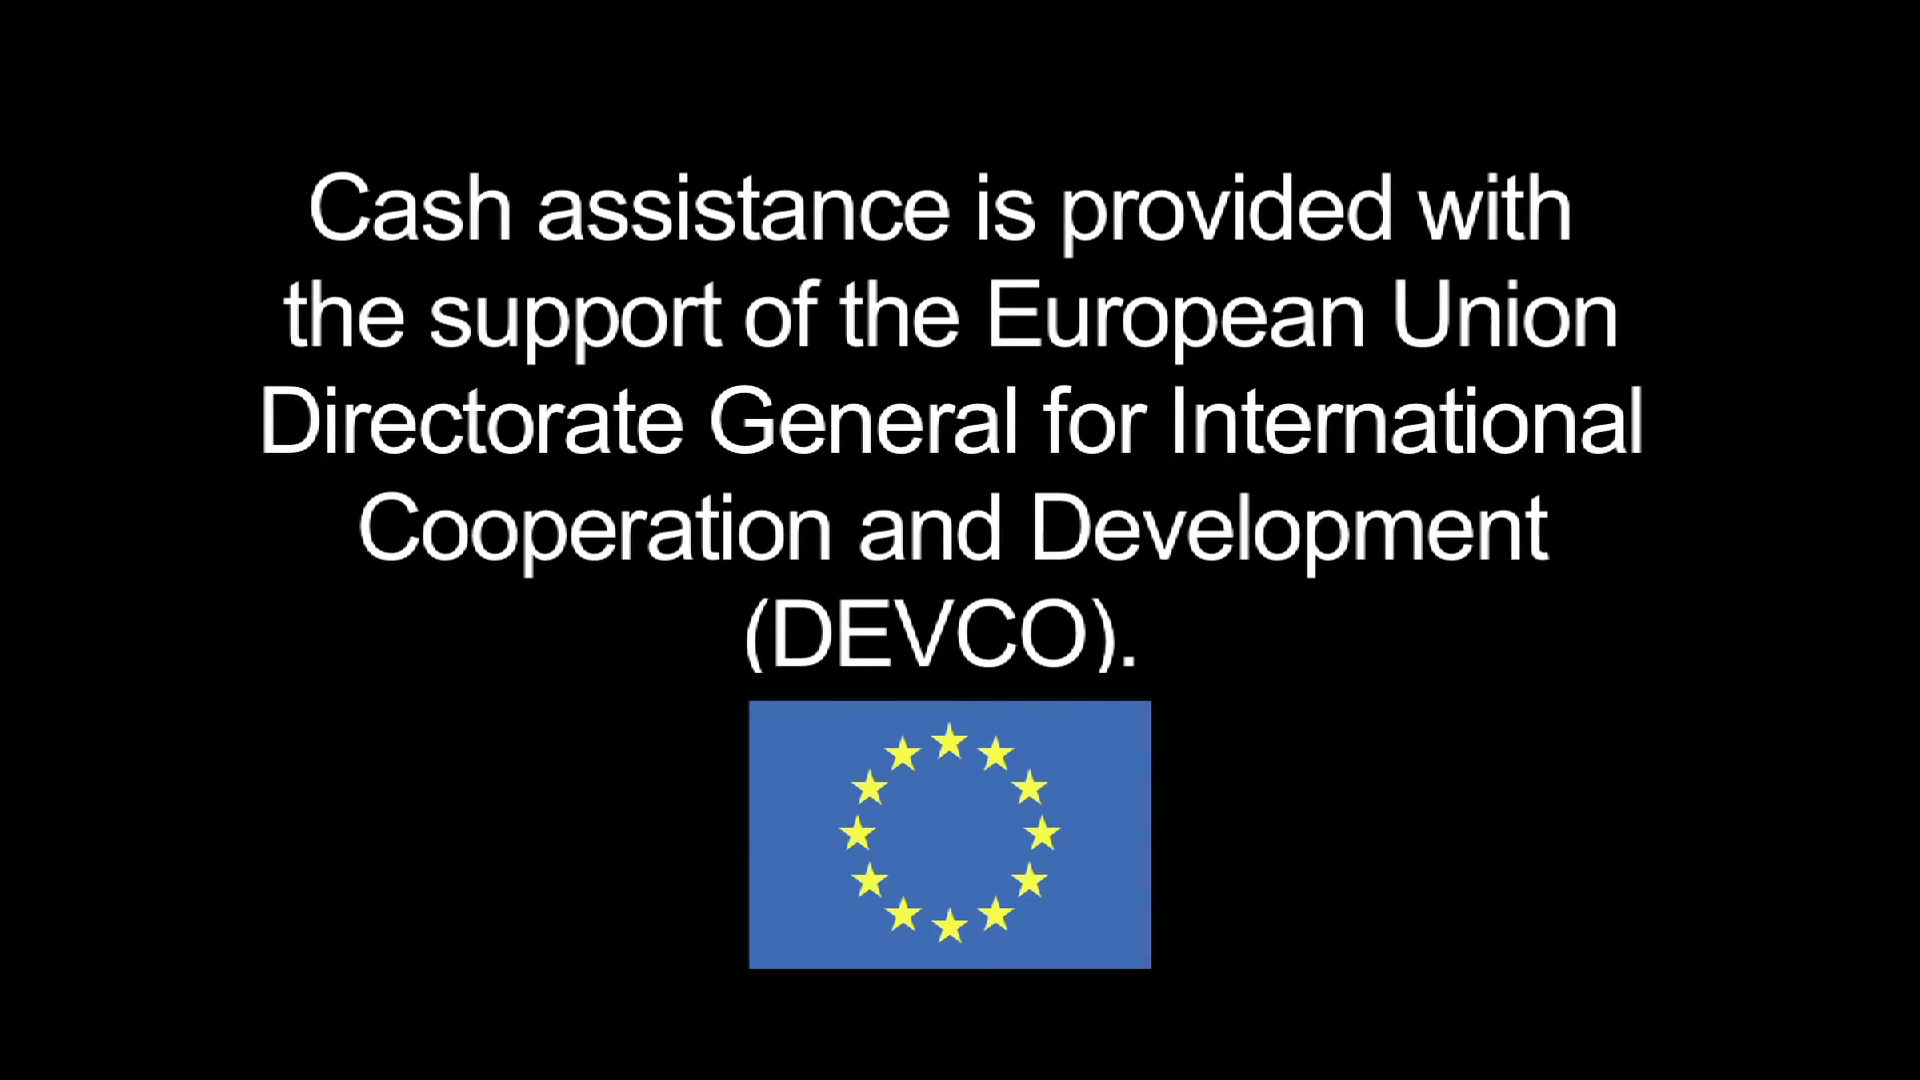 Cash assistance is provided with
the support of the European Union
Directorate General for International
Cooperation and Development
(DEVCO).